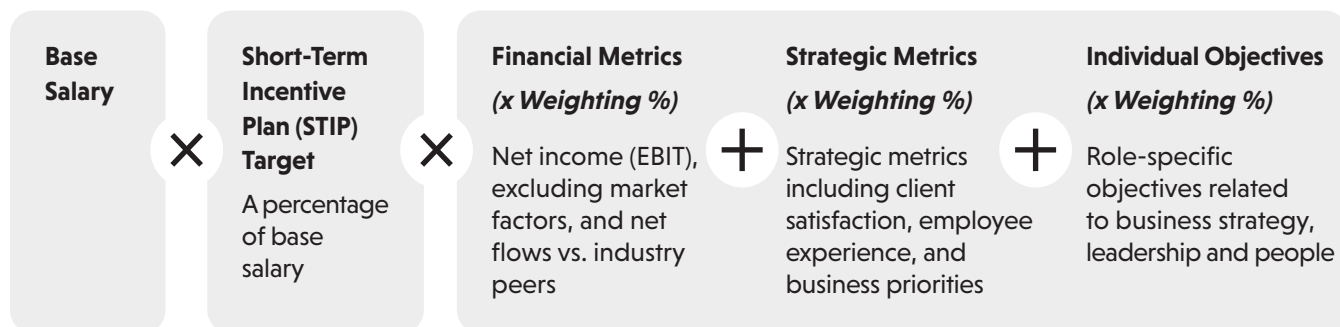 Base
Salary
×
Short-Term
Incentive
Plan (STIP)
Target
A percentage
of base
salary
×
Financial Metrics
(x Weighting %)
Net income (EBIT),
excluding market
factors, and net
flows vs. industry
peers
+
Strategic Metrics
(x Weighting %)
Strategic metrics
including client
satisfaction, employee
experience, and
business priorities
+
Individual Objectives
(x Weighting %)
Role-specific
objectives related
to business strategy,
leadership and people